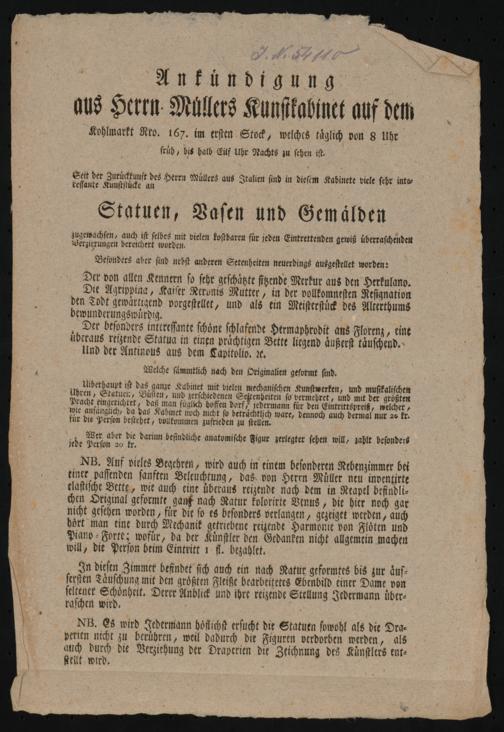 J. N. 54110
Ankündigung
aus Herrn Müllers Kunstkabinet auf dem
Kohlmarkt Nro. 167. im ersten Stock, welches täglich von 8 Uhr
früh, bis halb Eilf Uhr Nachts zu sehen ist.
Seit der Zurückkunft des Herrn Müllers aus Italien sind in diesem Kabinete viele sehr inte-
ressante Kunststücke an
Statuen, Vasen und Gemälden
zugewachsen, auch ist selbes mit vielen kostbaren für jeden Eintrettenden gewiß überraschenden
Verzierungen bereichert worden.
Besonders aber sind nebst anderen Seltenheiten neuerdings ausgestellt worden:
Der von allen Kennern so sehr geschätzte sitzende Merkur aus den Herkulano.
Die Agrippina, Kaiser Neronis Mutter, in der vollkomnesten Resignation
den Todt gewärtigend vorgestellt, und als ein Meisterstück des Alterthums
bewunderungswürdig.
Der besonders interessante schöne schlafende Hermaphrodit aus Florenz, eine
überaus reizende Statua in einen prächtigen Bette liegend äußerst täuschend.
Und der Antinous aus dem Capitolio. ꝛc.
Welche sämmtlich nach den Originalien geformt sind.
Ueberhaupt ist das ganze Kabinet mit vielen mechanischen Kunstwerken, und musikalischen
Uhren, Statuen, Büsten, und verschiedenen Seltenheiten so vermehret, und mit der größten
Pracht eingerichtet, das man füglich hoffen darf, jedermann für den Eintrittspreiß, welcher,
wie anfänglich, da das Kabinet noch nicht so beträchtlich ware, dennoch auch dermal nur 20 kr.
für die Person bestehet, vollkommen zufrieden zu stellen.
Wer aber die darinn befindliche anatomische Figur zerlegter sehen will, zahlt besonders
jede Person 20 kr.
NB. Auf vieles Begehren, wird auch in einem besonderen Nebenzimmer bei
einer passenden sanften Beleuchtung, das von Herrn Müller neu inventirte
elastische Bette, wie auch eine überaus reizende nach dem in Neapel befindli-
chen Original geformte ganz nach Natur kolorirte Venus, die hier noch gar
nicht gesehen worden, für die so es besonders verlangen, gezeiget werden, auch
hört man eine durch Mechanik getriebene reizende Harmonie von Flöten und
Piano-Forte; wofür, da der Künstler den Gedanken nicht allgemein machen
will, die Person beim Eintritt 1 fl. bezahlet.
In diesen Zimmer befindet sich auch ein nach Natur geformtes bis zur äuf-
sersten Täuschung mit den größten Fleiße bearbeitetes Ebenbild einer Dame von
seltener Schönheit. Derer Anblick und ihre reizende Stellung Jedermann über-
raschen wird.
NB. Es wird Jedermann höflichst ersucht die Statuen sowohl als die Dra-
perien nicht zu berühren, weil dadurch die Figuren verdorben werden, als
auch durch die Verziehung der Draperien die Zeichnung des Künstlers ent-
stellt wird.